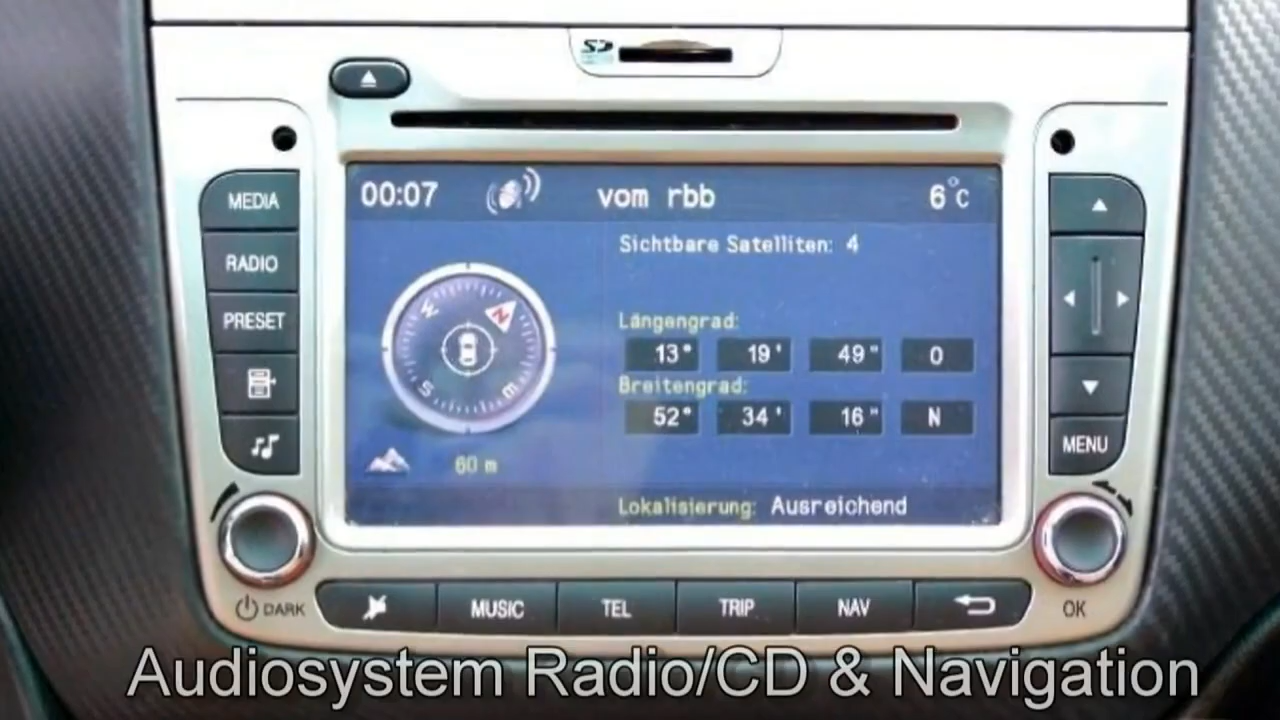 SD
MEDIA
RADIO
PRESET
00:07 vom rbb 6°C
Sichtbare Satelliten: 4
Längengrad:
13° 19' 49" O
Breitengrad:
52° 34' 16" N
N
S
60 m
Lokalisierung: Ausreichend
MENU
DARK
MUSIC TEL TRIP NAV
OK
Audiosystem Radio/CD & Navigation